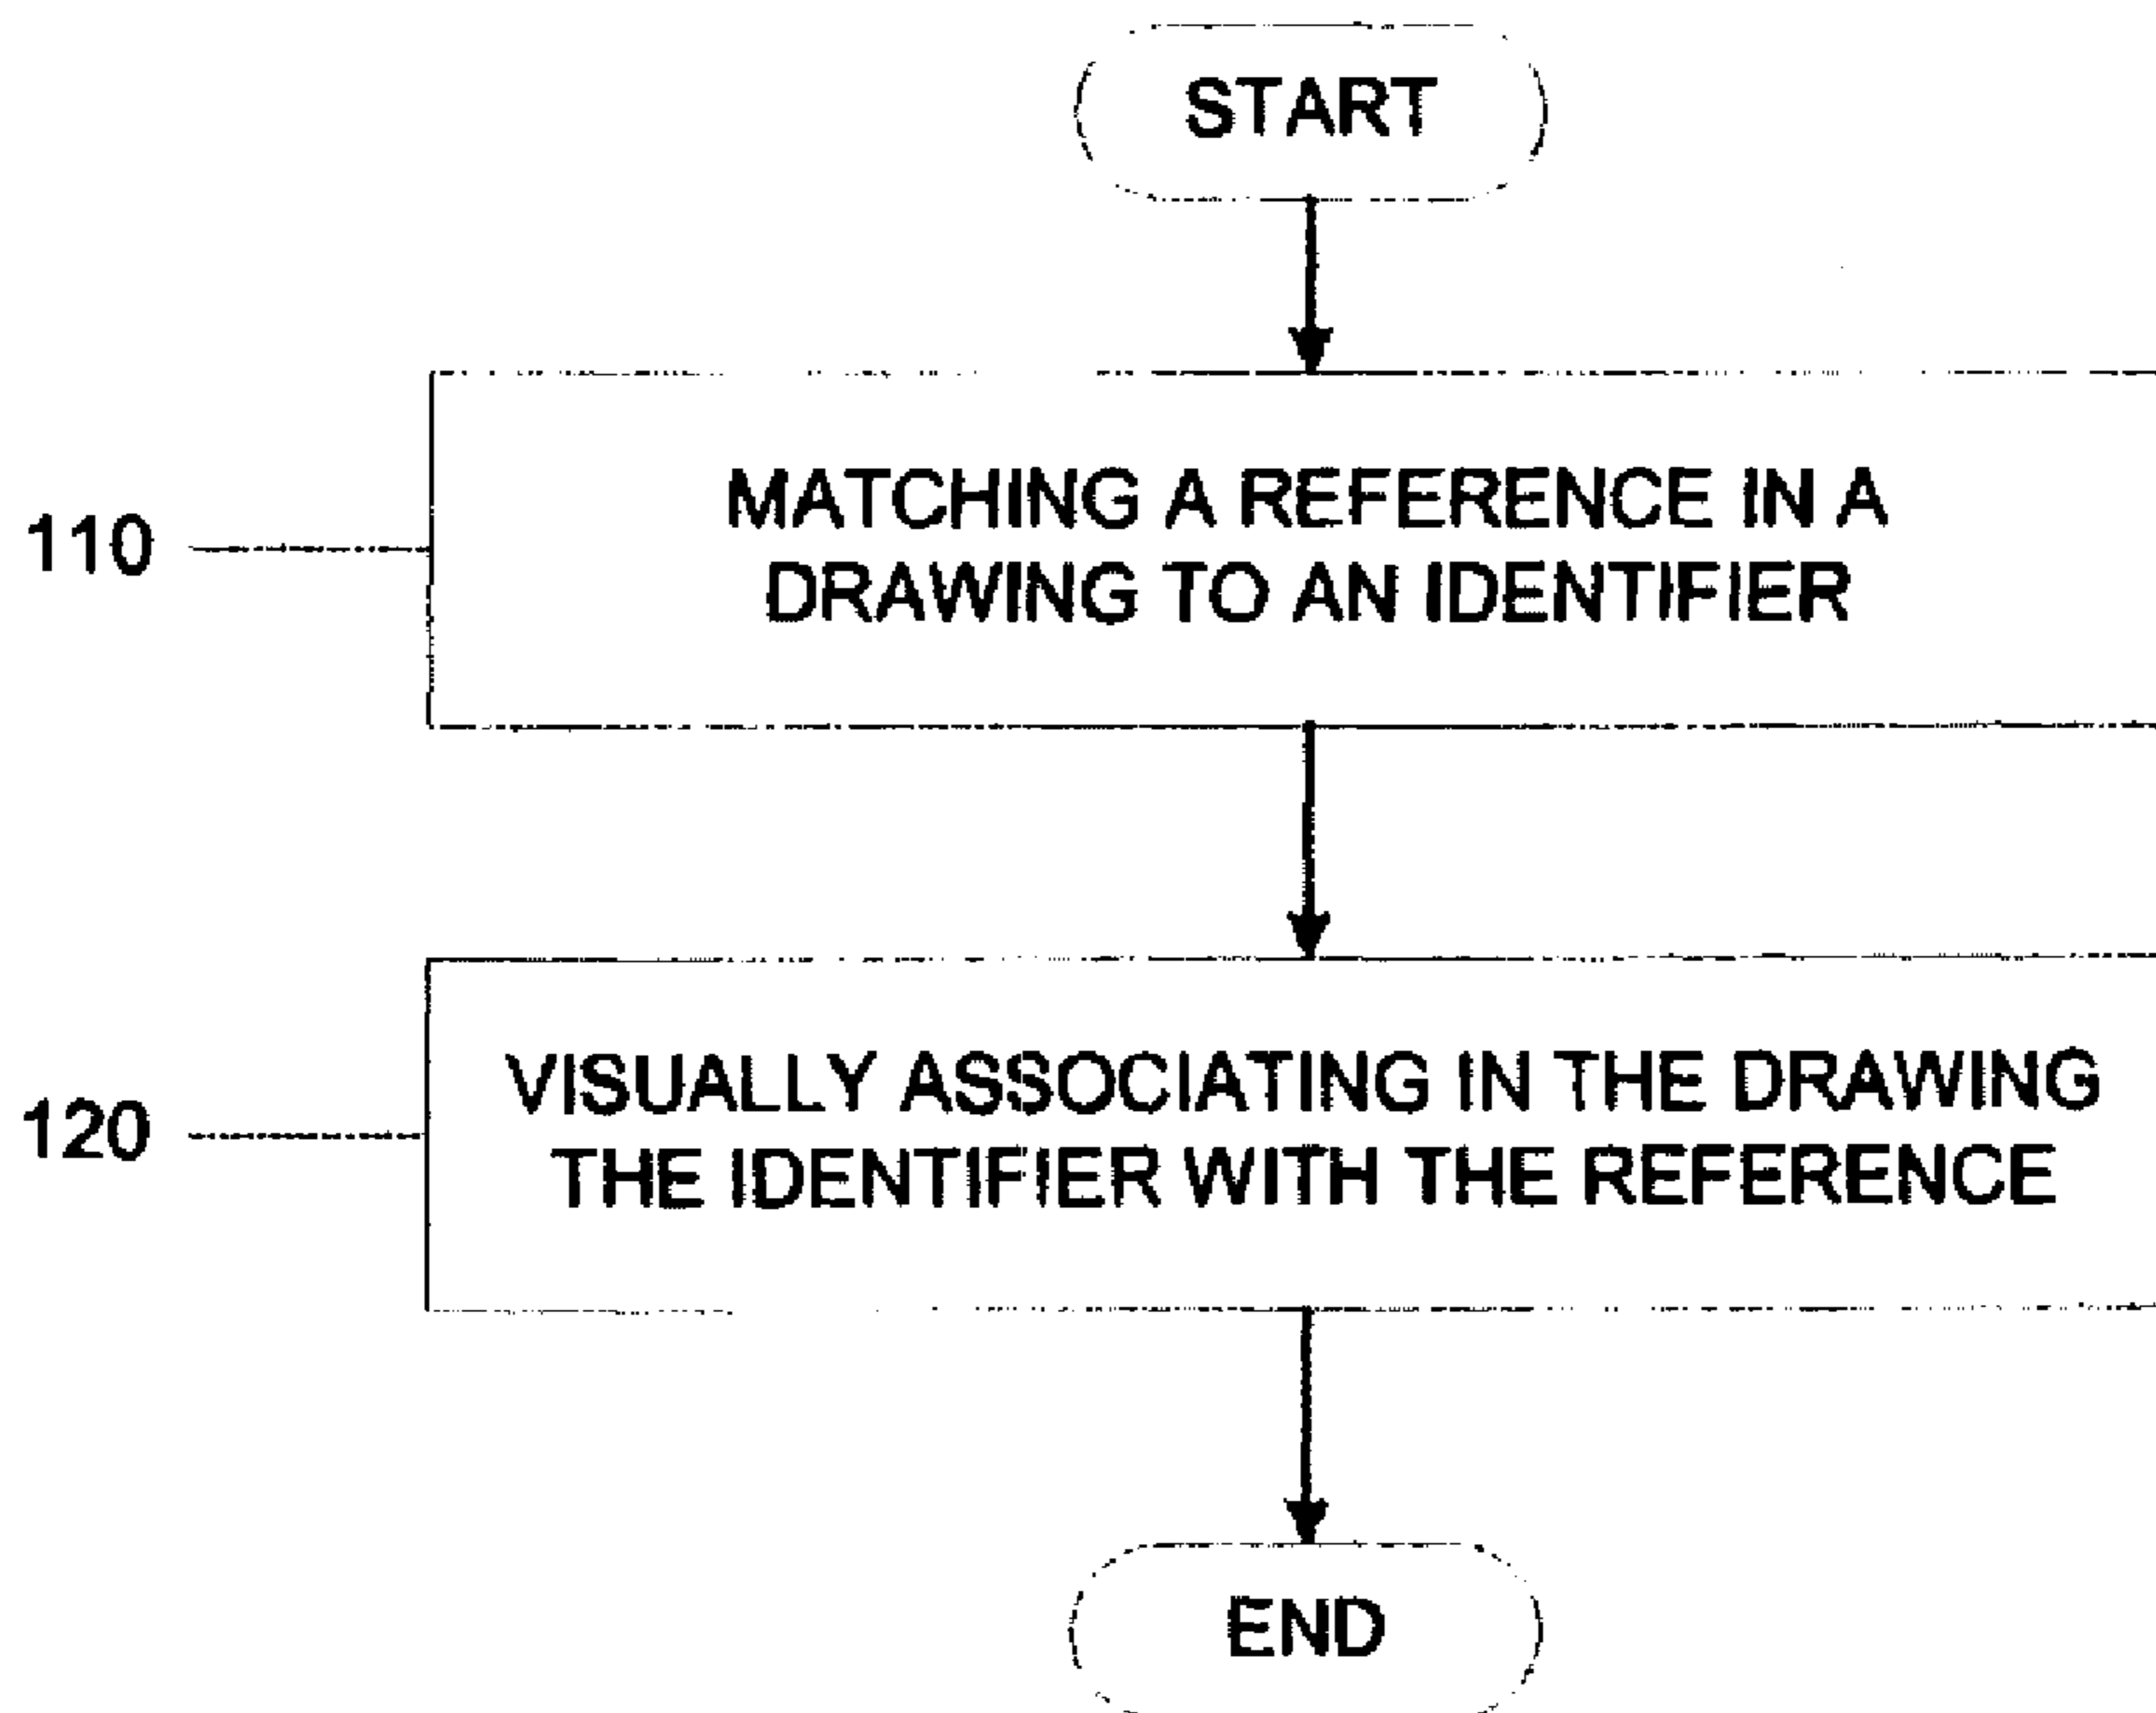 START
110
MATCHING A REFERENCE IN A
DRAWING TO AN IDENTIFIER
120
VISUALLY ASSOCIATING IN THE DRAWING
THE IDENTIFIER WITH THE REFERENCE
END